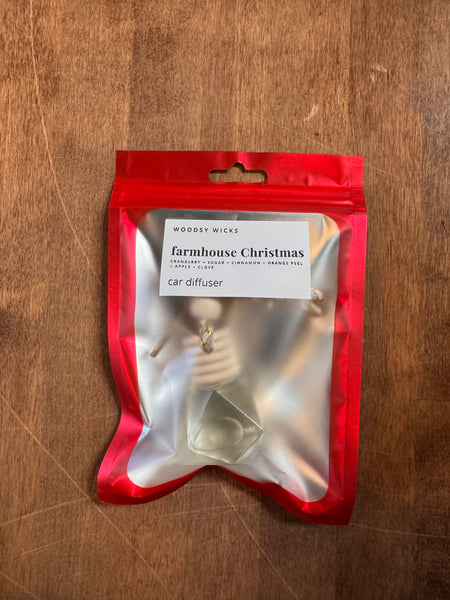 WOODSY WICKS
farmhouse Christmas
CRANBERRY + SUGAR + CINNAMON + ORANGE PEEL
+ APPLE + CLOVE
car diffuser